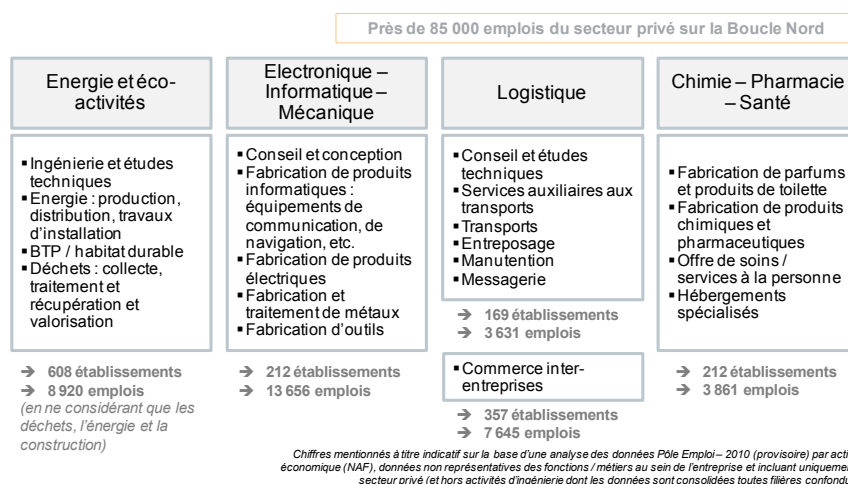 Près de 85 000 emplois du secteur privé sur la Boucle Nord
Energie et éco-
activités
Electronique –
Informatique –
Mécanique
Logistique
Chimie – Pharmacie
– Santé
▪ Ingénierie et études
techniques
▪ Energie : production,
distribution, travaux
d'installation
▪ BTP / habitat durable
▪ Déchets : collecte,
traitement et
récupération et
valorisation
➔ 608 établissements
➔ 8 920 emplois
(en ne considérant que les
déchets, l'énergie et la
construction)
▪ Conseil et conception
▪ Fabrication de produits
informatiques :
équipements de
communication, de
navigation, etc.
▪ Fabrication de produits
électriques
▪ Fabrication et
traitement de métaux
▪ Fabrication d'outils
➔ 212 établissements
➔ 13 656 emplois
▪ Conseil et études
techniques
▪ Services auxiliaires aux
transports
▪ Transports
▪ Entreposage
▪ Manutention
▪ Messagerie
➔ 169 établissements
➔ 3 631 emplois
▪ Commerce inter-
entreprises
➔ 357 établissements
➔ 7 645 emplois
▪ Fabrication de parfums
et produits de toilette
▪ Fabrication de produits
chimiques et
pharmaceutiques
▪ Offre de soins /
services à la personne
▪ Hébergements
spécialisés
➔ 212 établissements
➔ 3 861 emplois
Chiffres mentionnés à titre indicatif sur la base d'une analyse des données Pôle Emploi – 2010 (provisoire) par
économique (NAF), données non représentatives des fonctions / métiers au sein de l'entreprise et incluant
secteur privé (et hors activités d'ingénierie dont les données sont consolidées toutes filières